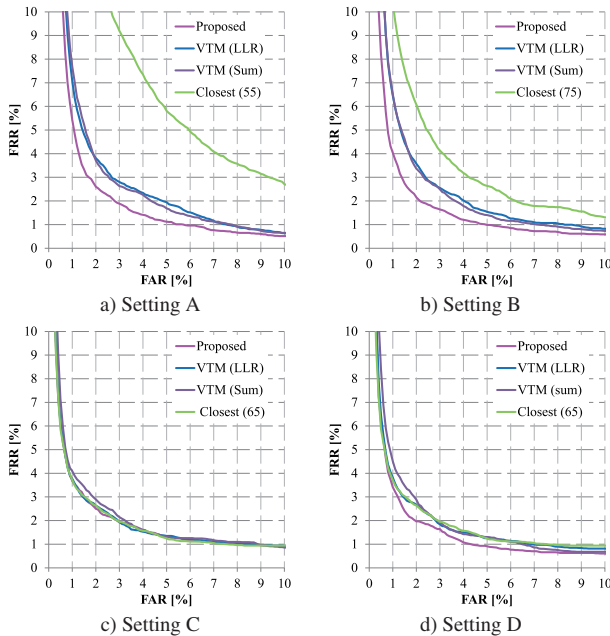 10
9
8
7
6
5
4
3
2
1
0
FRR [%]
Proposed
VTM (LLR)
VTM (Sum)
Closest (55)
0 1 2 3 4 5 6 7 8 9 10
FAR [%]
a) Setting A
10
9
8
7
6
5
4
3
2
1
0
FRR [%]
Proposed
VTM (LLR)
VTM (Sum)
Closest (75)
0 1 2 3 4 5 6 7 8 9 10
FAR [%]
b) Setting B
10
9
8
7
6
5
4
3
2
1
0
FRR [%]
Proposed
VTM (LLR)
VTM (Sum)
Closest (65)
0 1 2 3 4 5 6 7 8 9 10
FAR [%]
c) Setting C
10
9
8
7
6
5
4
3
2
1
0
FRR [%]
Proposed
VTM (LLR)
VTM (sum)
Closest (65)
0 1 2 3 4 5 6 7 8 9 10
FAR [%]
d) Setting D